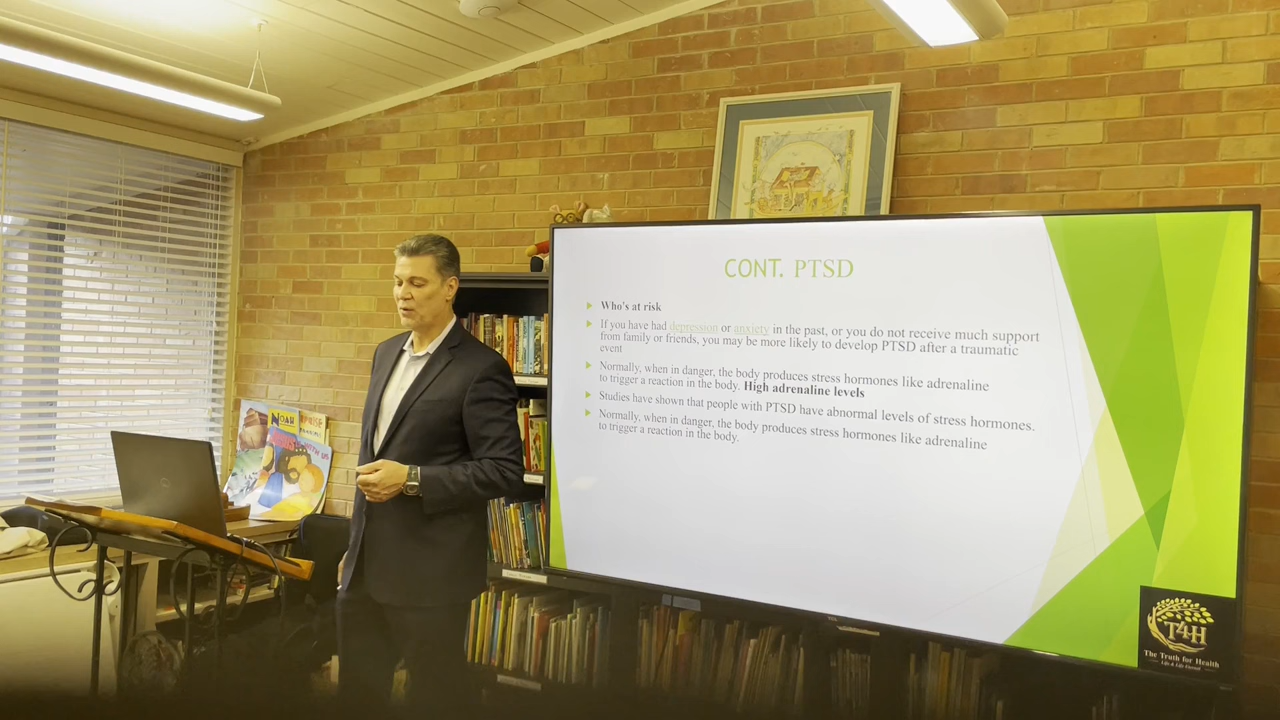 CONT. PTSD
Who's at risk
If you have had depression or anxiety in the past, or you do not receive much support
from family or friends, you may be more likely to develop PTSD after a traumatic
event
Normally, when in danger, the body produces stress hormones like adrenaline
to trigger a reaction in the body. High adrenaline levels
Studies have shown that people with PTSD have abnormal levels of stress hormones.
Normally, when in danger, the body produces stress hormones like adrenaline
to trigger a reaction in the body.
NOAH
T4H
The Truth for Health
Life & Life Eternal